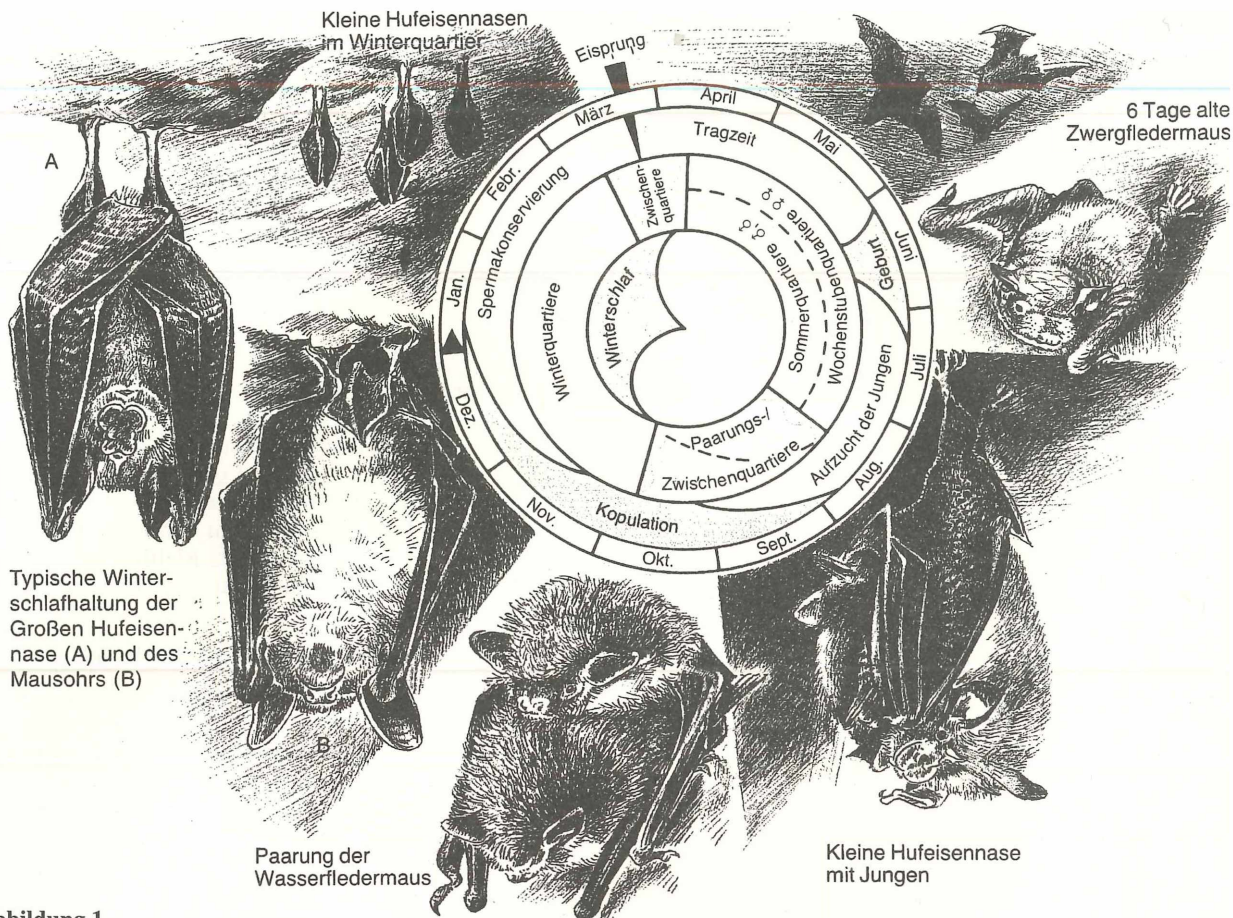 Kleine Hufeisennasen
im Winterquartier
Eisprung
6 Tage alte
Zwergfledermaus
A
Jan.
Febr.
März
April
Mai
Juni
Juli
Aug.
Sept.
Okt.
Nov.
Dez.
Spermakonservierung
Tragzeit
Geburt
Aufzucht der Jungen
Kopulation
Winterquartiere
Zwischen-
quartiere
♂♂
Wochenstubenquartiere
♀♀
Sommerquartiere
Paarungs-/
Zwischenquartiere
Winterschlaf
Typische Winter-
schlafhaltung der
Großen Hufeisen-
nase (A) und des
Mausohrs (B)
B
Paarung der
Wasserfledermaus
Kleine Hufeisennase
mit Jungen